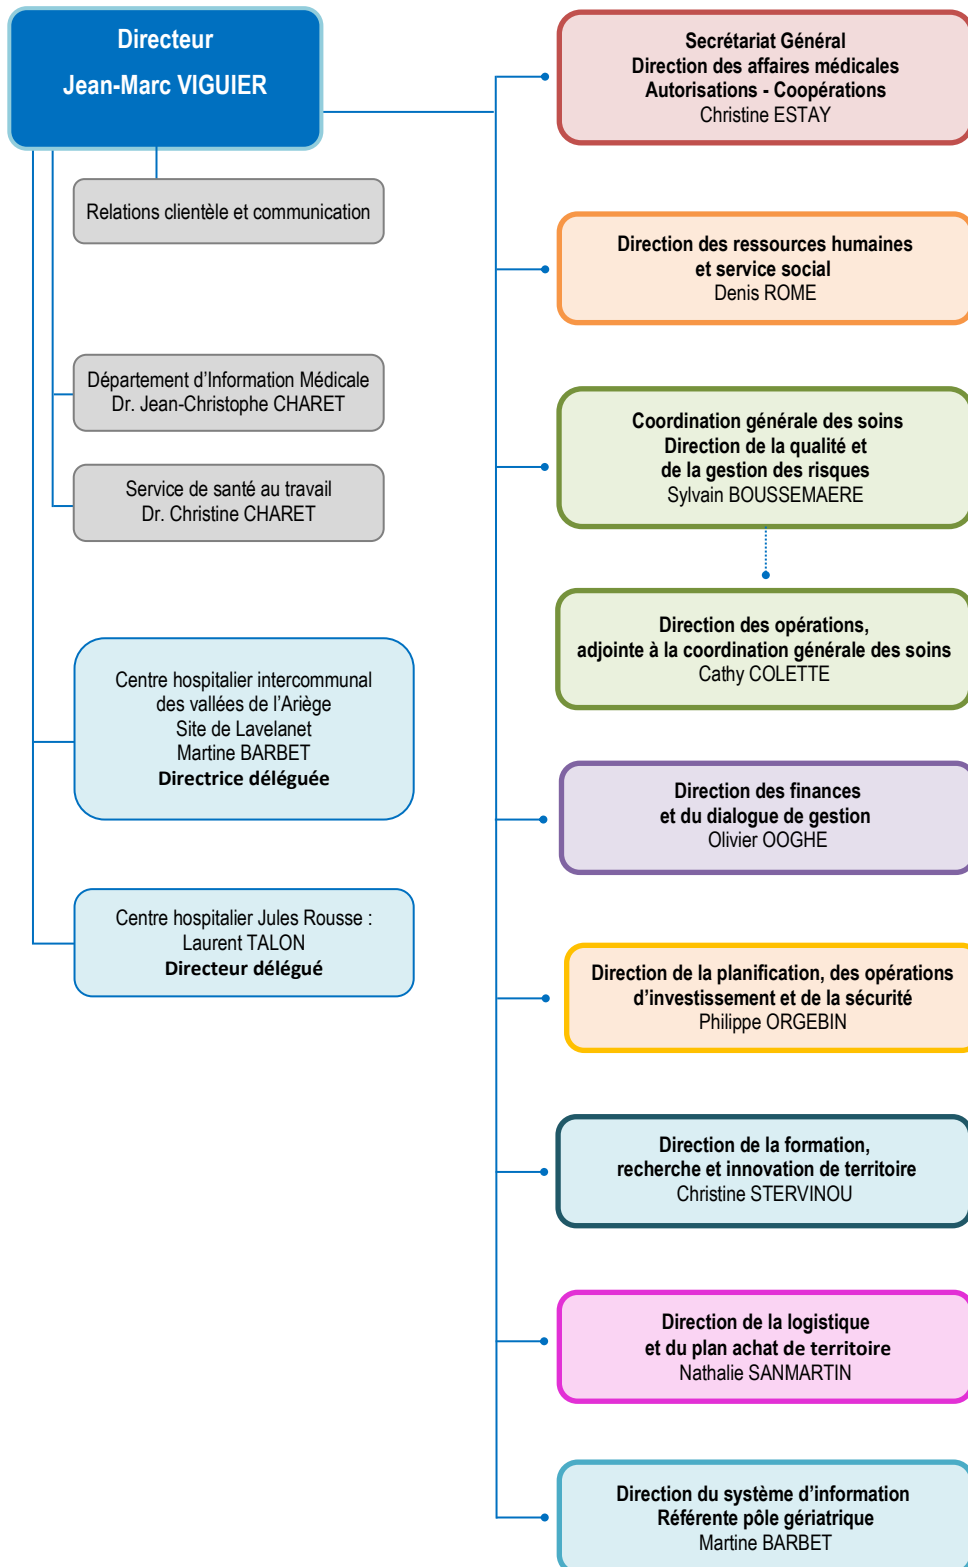 Directeur
Jean-Marc VIGUIER
Relations clientèle et communication
Département d'Information Médicale
Dr. Jean-Christophe CHARET
Service de santé au travail
Dr. Christine CHARET
Centre hospitalier intercommunal
des vallées de l'Ariège
Site de Lavelanet
Martine BARBET
Directrice déléguée
Centre hospitalier Jules Rousse :
Laurent TALON
Directeur délégué
Secrétariat Général
Direction des affaires médicales
Autorisations - Coopérations
Christine ESTAY
Direction des ressources humaines
et service social
Denis ROME
Coordination générale des soins
Direction de la qualité et
de la gestion des risques
Sylvain BOUSSEMAERE
Direction des opérations,
adjointe à la coordination générale des soins
Cathy COLETTE
Direction des finances
et du dialogue de gestion
Olivier OOGHE
Direction de la planification, des opérations
d'investissement et de la sécurité
Philippe ORGEBIN
Direction de la formation,
recherche et innovation de territoire
Christine STERVINOU
Direction de la logistique
et du plan achat de territoire
Nathalie SANMARTIN
Direction du système d'information
Référente pôle gériatrique
Martine BARBET